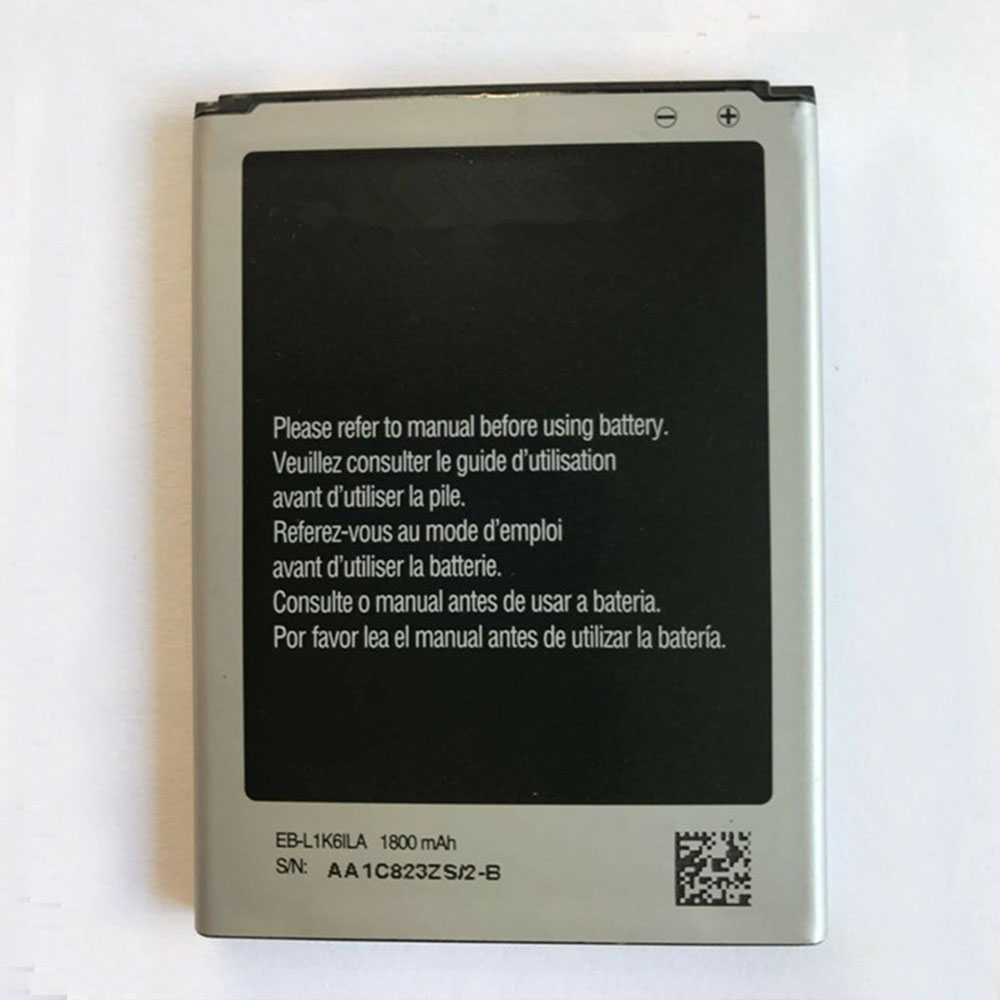 Please refer to manual before using battery.
Veuillez consulter le guide d'utilisation
avant d'utiliser la pile.
Referez-vous au mode d'emploi
avant d'utiliser la batterie.
Consulte o manual antes de usar a bateria.
Por favor lea el manual antes de utilizar la batería.
EB-L1K6ILA 1800 mAh
S/N: AA1C823ZS/2-B